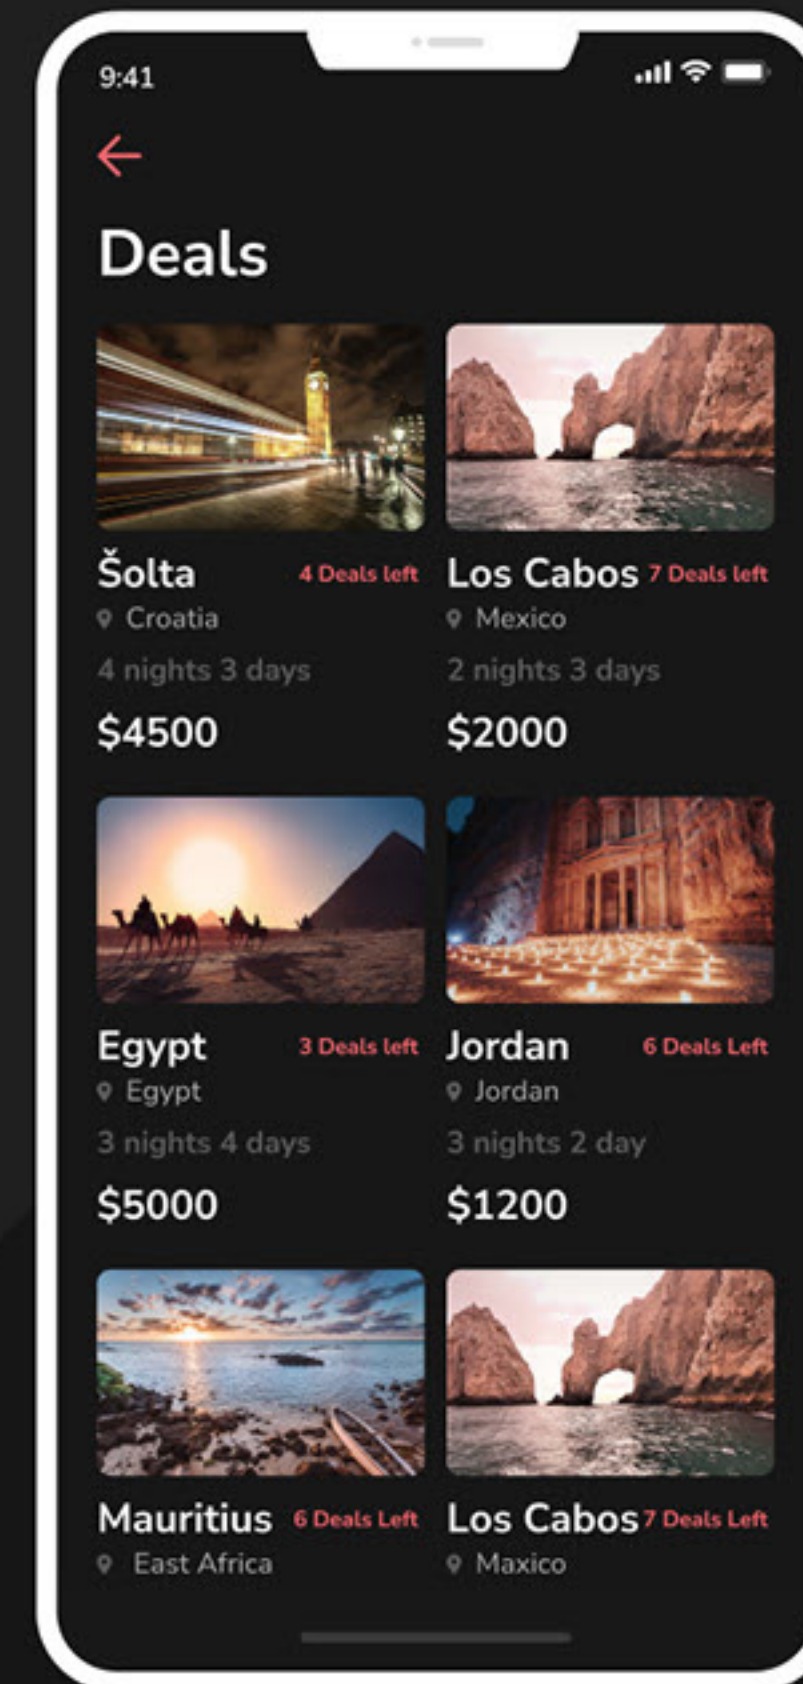 9:41
Deals
Šolta 4 Deals left
Croatia
4 nights 3 days
$4500
Los Cabos 7 Deals left
Mexico
2 nights 3 days
$2000
Egypt 3 Deals left
Egypt
3 nights 4 days
$5000
Jordan 6 Deals Left
Jordan
3 nights 2 day
$1200
Mauritius 6 Deals Left
East Africa
Los Cabos 7 Deals Left
Maxico